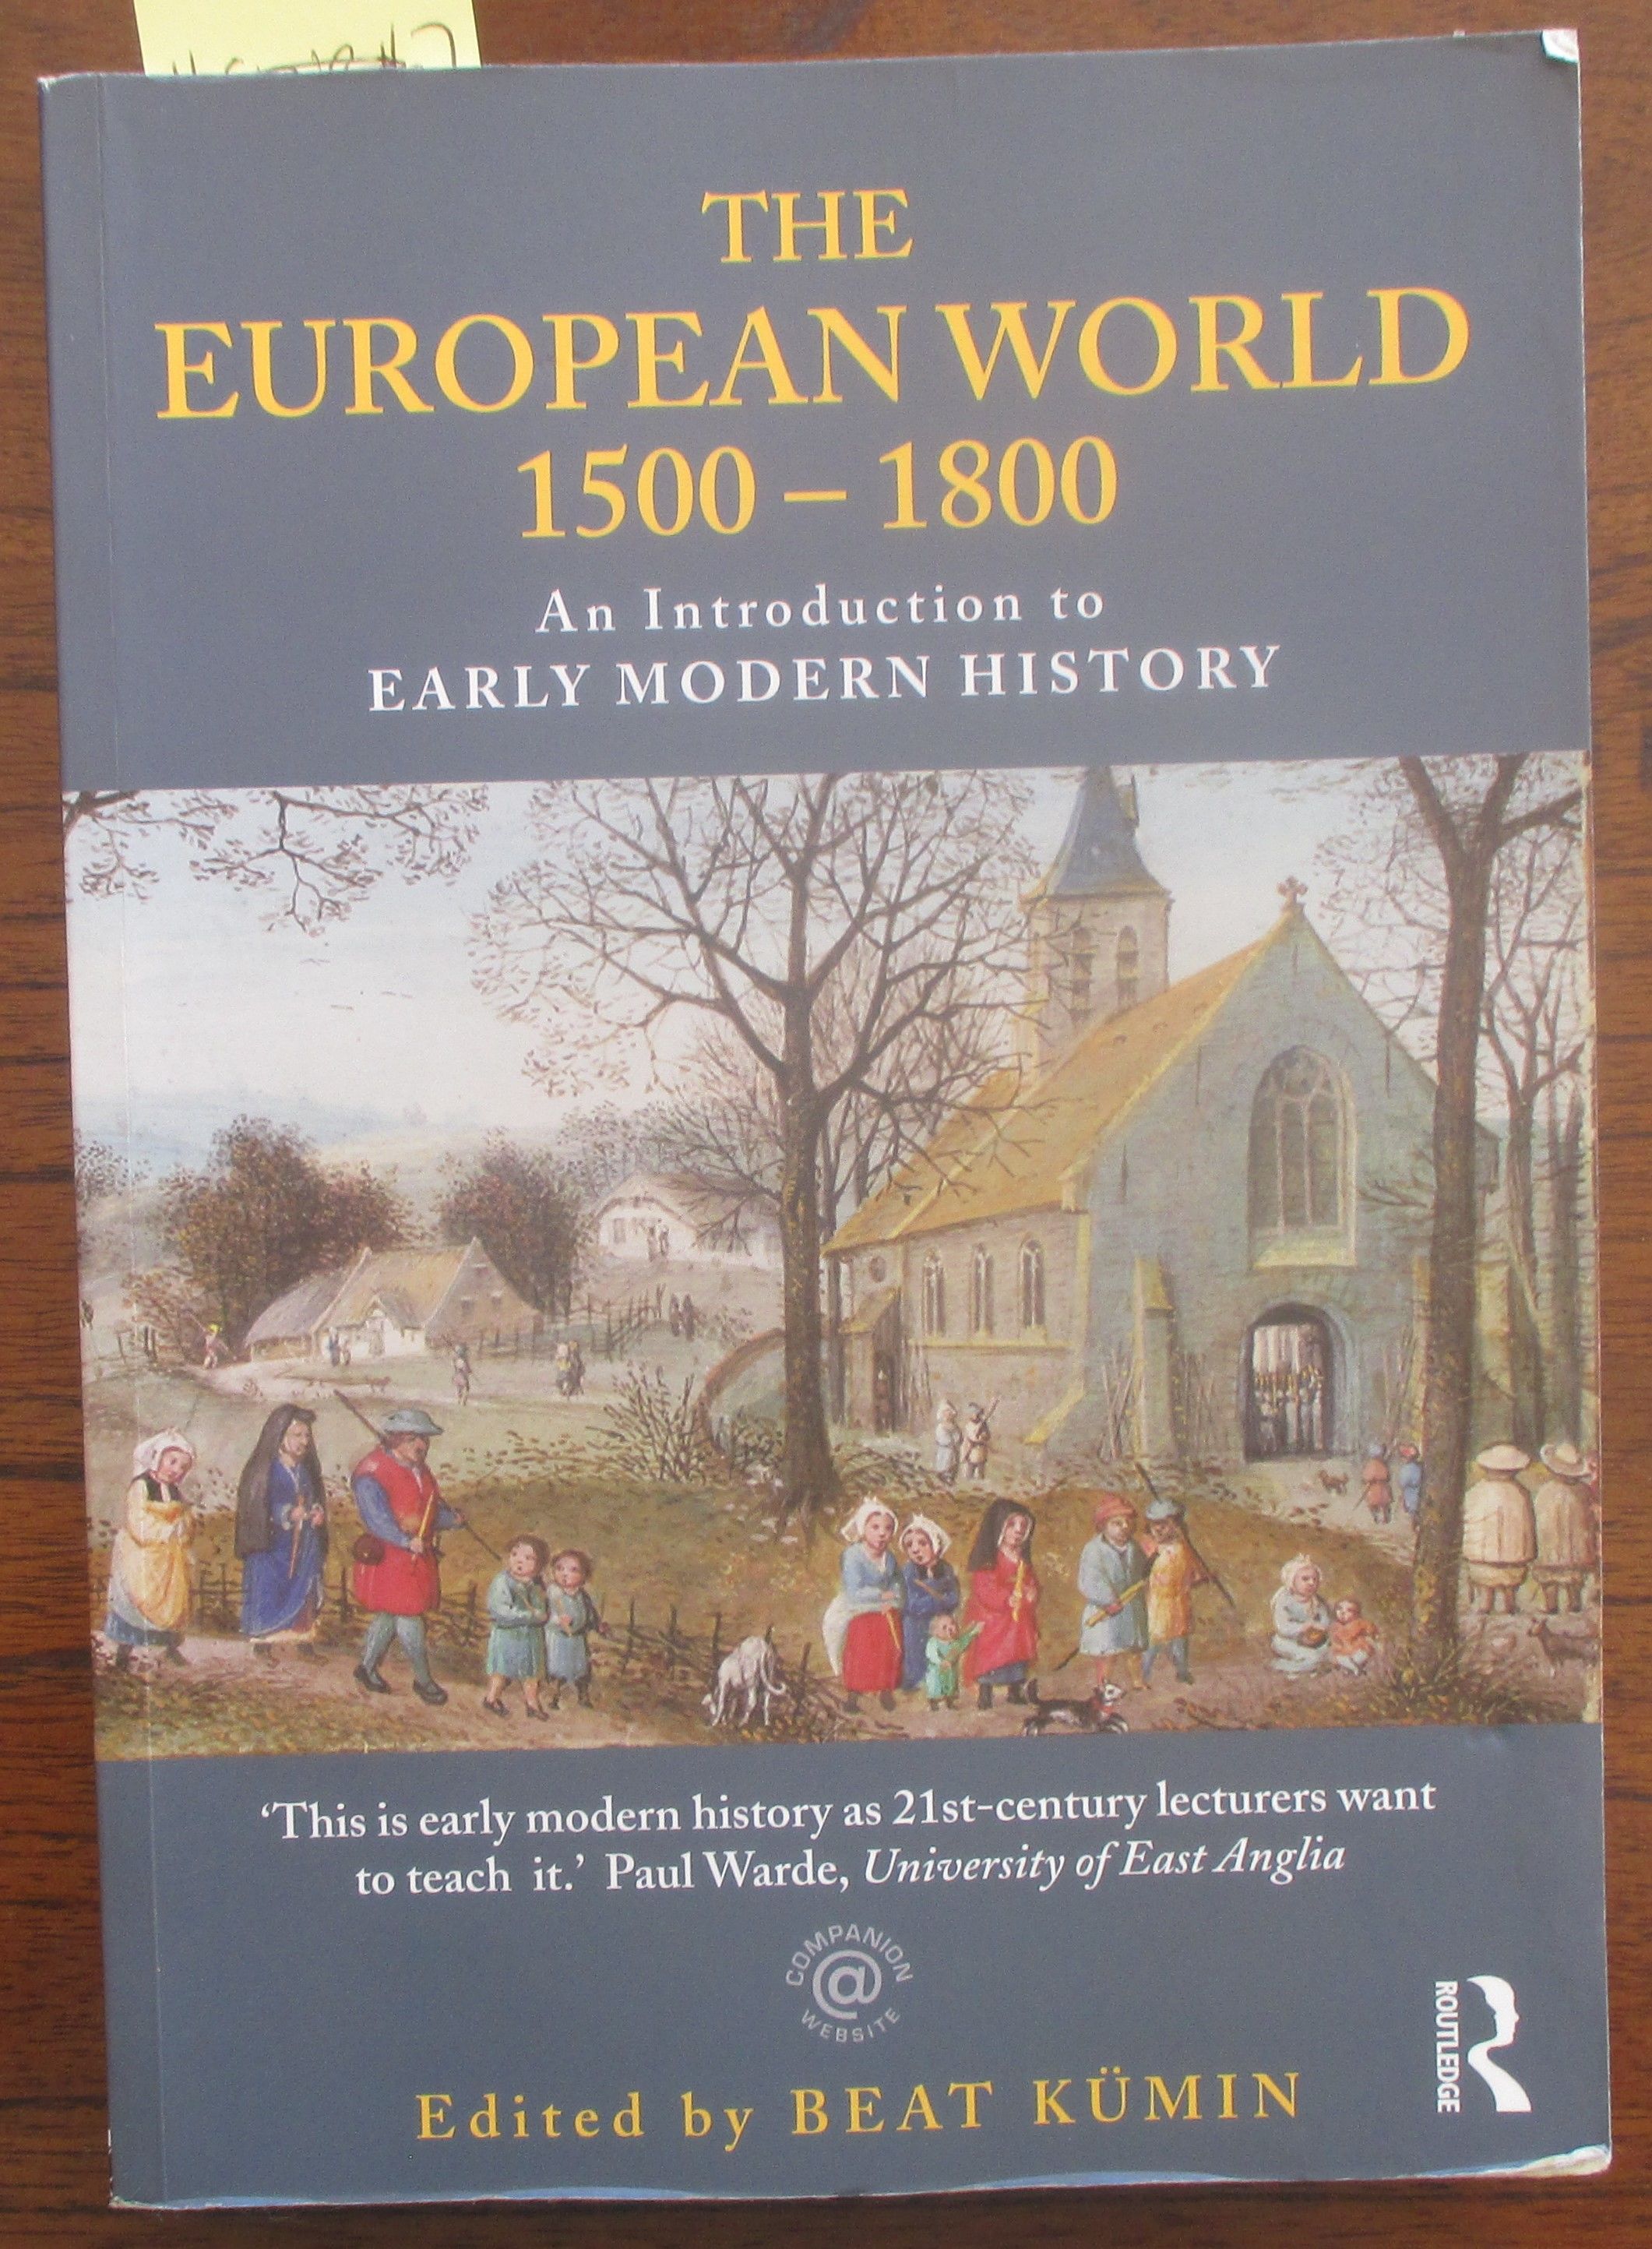 THE
EUROPEAN WORLD
1500 – 1800
An Introduction to
EARLY MODERN HISTORY
‘This is early modern history as 21st-century lecturers want
to teach it.’ Paul Warde, University of East Anglia
COMPANION
@
WEBSITE
ROUTLEDGE
Edited by BEAT KÜMIN